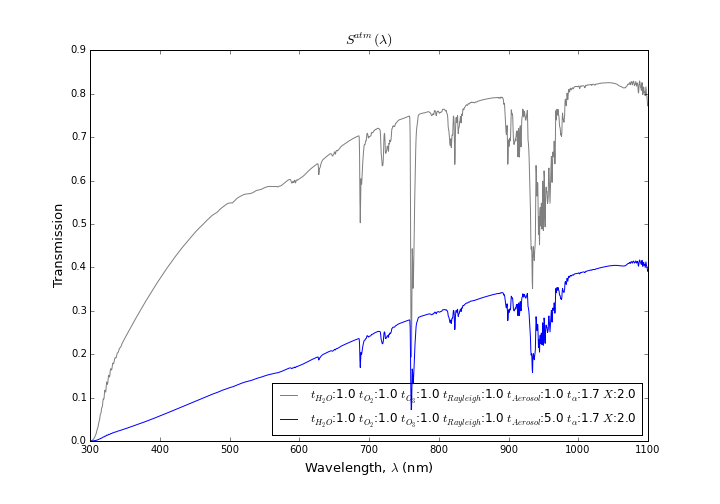 S^{atm}(λ)
0.9
0.8
0.7
0.6
0.5
0.4
0.3
0.2
0.1
0.0
Transmission
t_{H_2O}:1.0 t_{O_2}:1.0 t_{O_3}:1.0 t_{Rayleigh}:1.0 t_{Aerosol}:1.0 t_α:1.7 X:2.0
t_{H_2O}:1.0 t_{O_2}:1.0 t_{O_3}:1.0 t_{Rayleigh}:1.0 t_{Aerosol}:5.0 t_α:1.7 X:2.0
300 400 500 600 700 800 900 1000 1100
Wavelength, λ (nm)